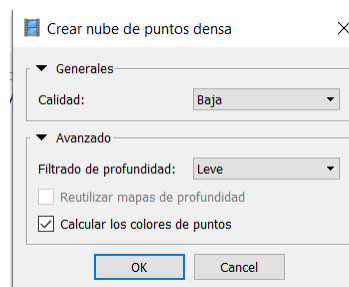 Crear nube de puntos densa
Generales
Calidad: Baja
Avanzado
Filtrado de profundidad: Leve
Reutilizar mapas de profundidad
Calcular los colores de puntos
OK Cancel